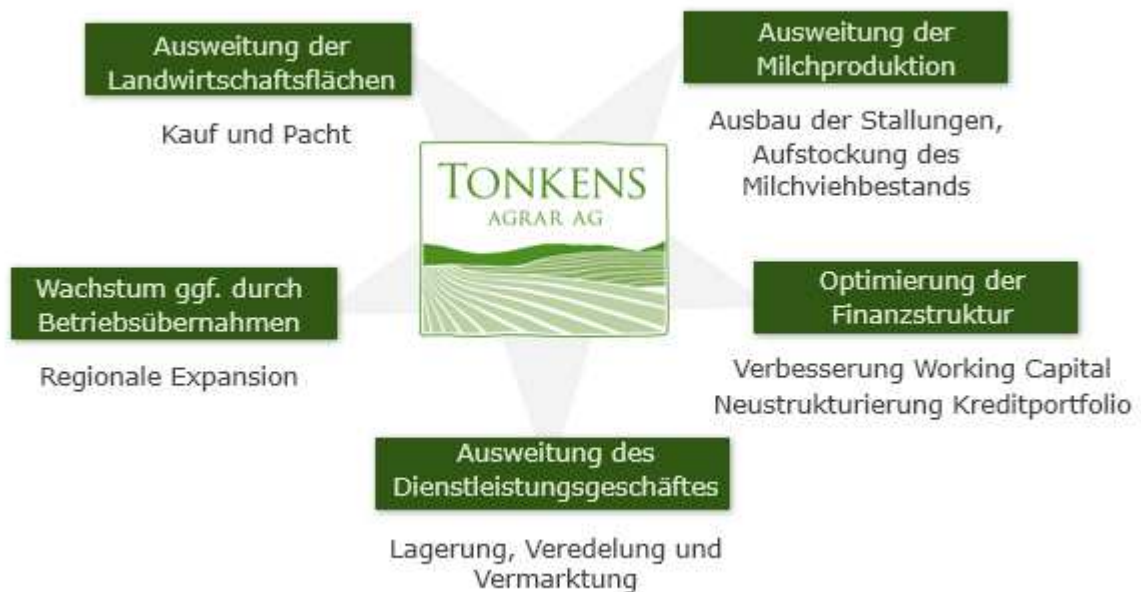 Ausweitung der
Landwirtschaftsflächen
Kauf und Pacht
Ausweitung der
Milchproduktion
Ausbau der Stallungen,
Aufstockung des
Milchviehbestands
TONKENS
AGRAR AG
Wachstum ggf. durch
Betriebsübernahmen
Regionale Expansion
Optimierung der
Finanzstruktur
Verbesserung Working Capital
Neustrukturierung Kreditportfolio
Ausweitung des
Dienstleistungsgeschäftes
Lagerung, Veredelung und
Vermarktung